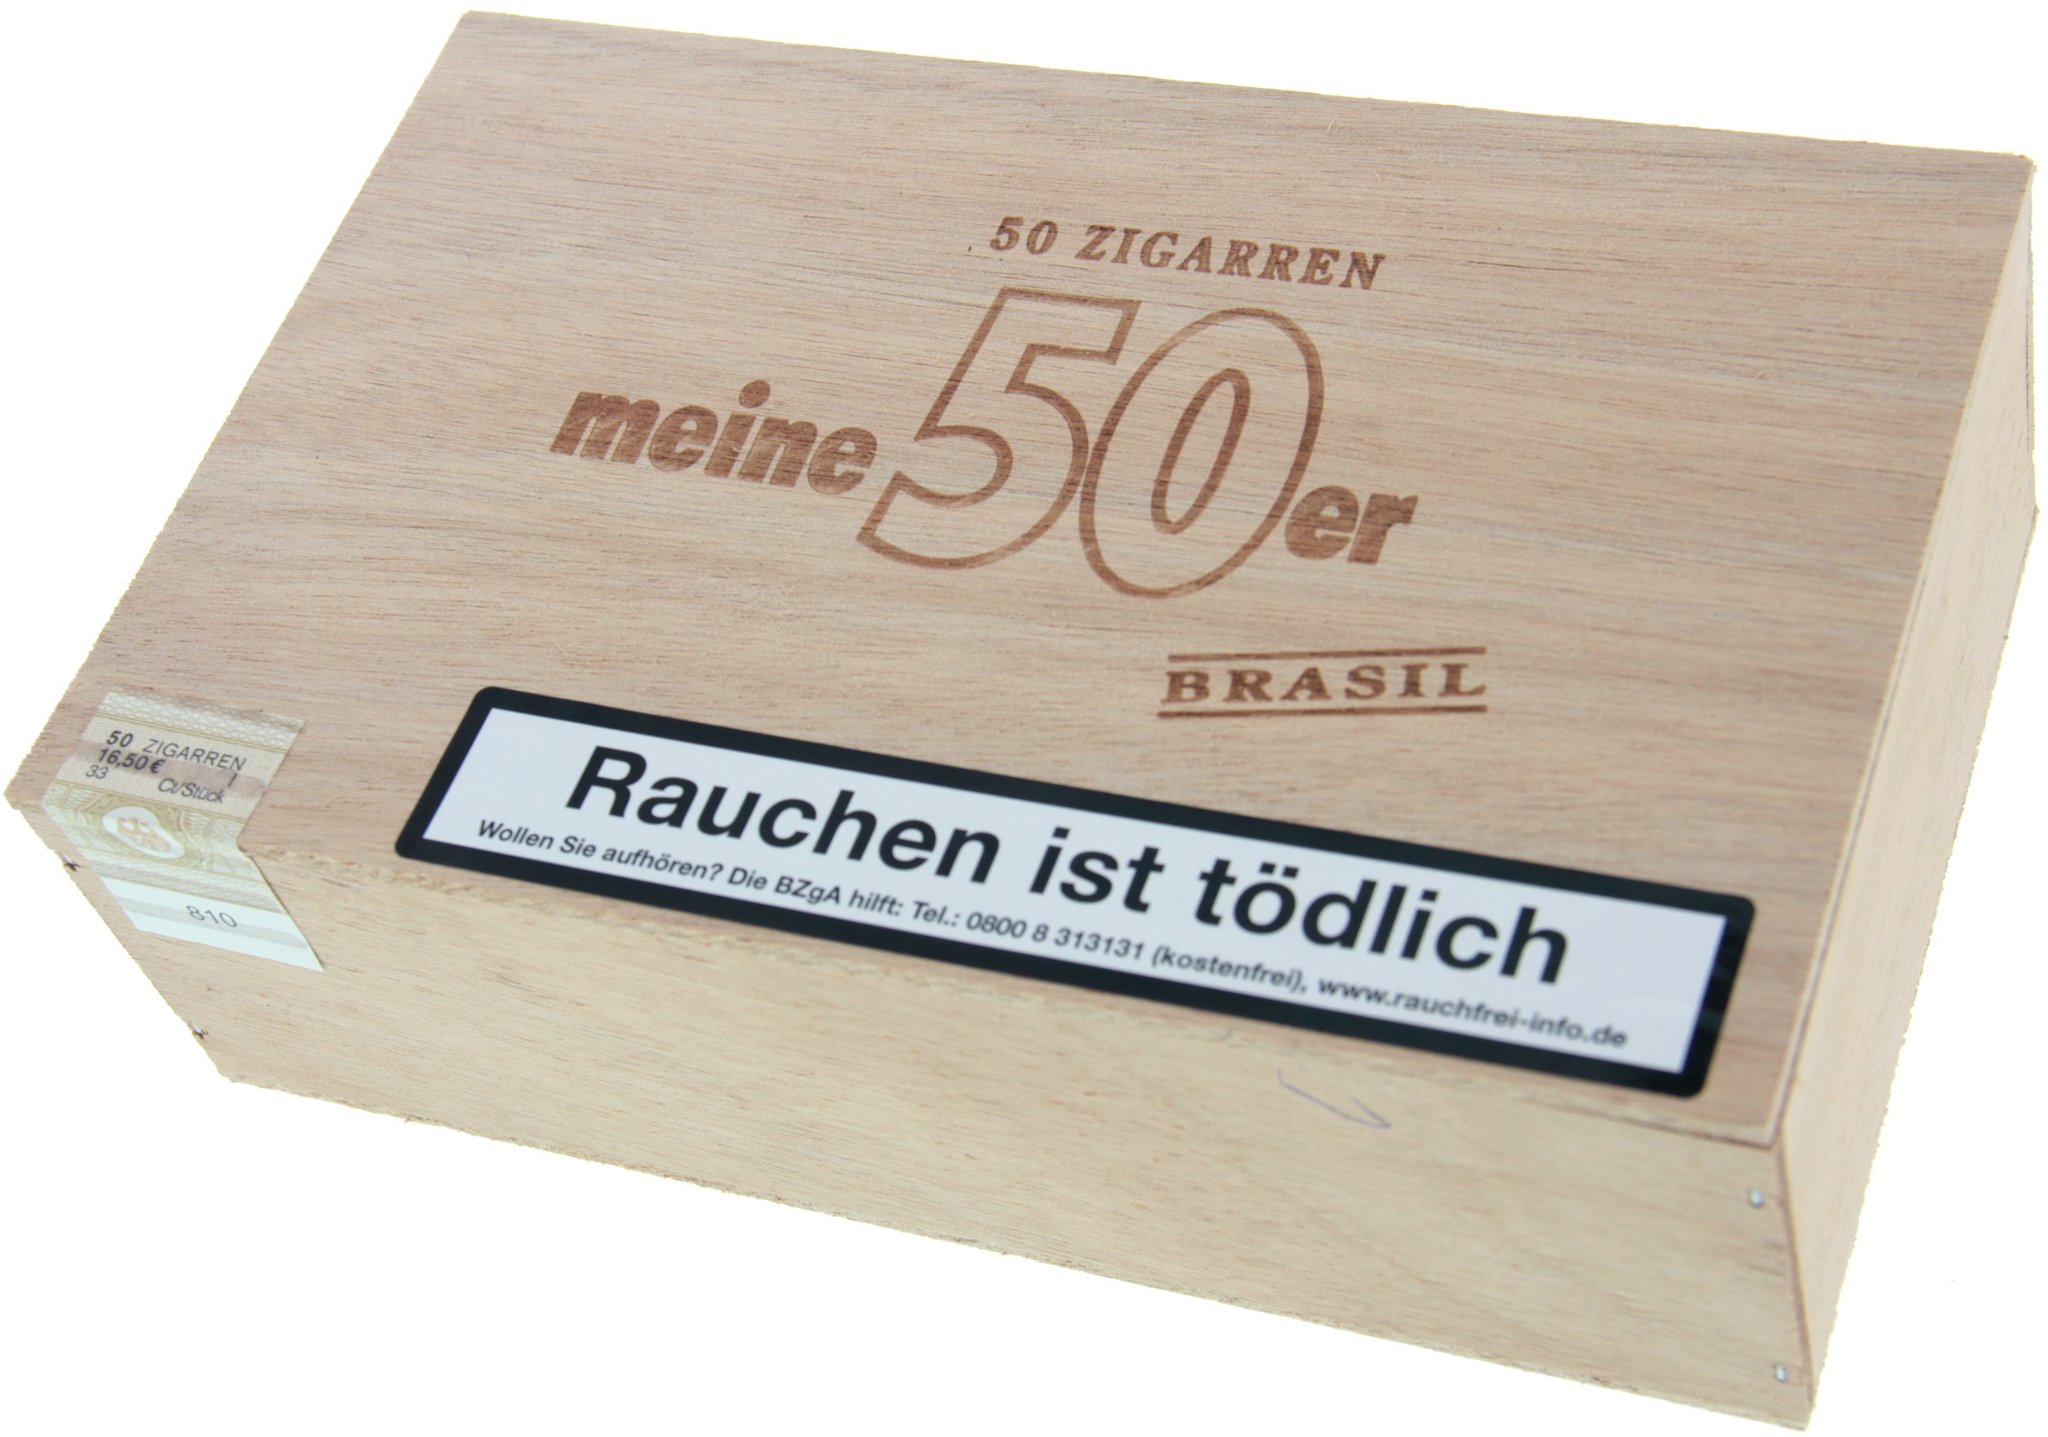 50 ZIGARREN
meine 50er
BRASIL
50 ZIGARREN
16,50 € /
33 Ct/Stück
810
Rauchen ist tödlich
Wollen Sie aufhören? Die BZgA hilft: Tel.: 0800 8 313131 (kostenfrei), www.rauchfrei-info.de